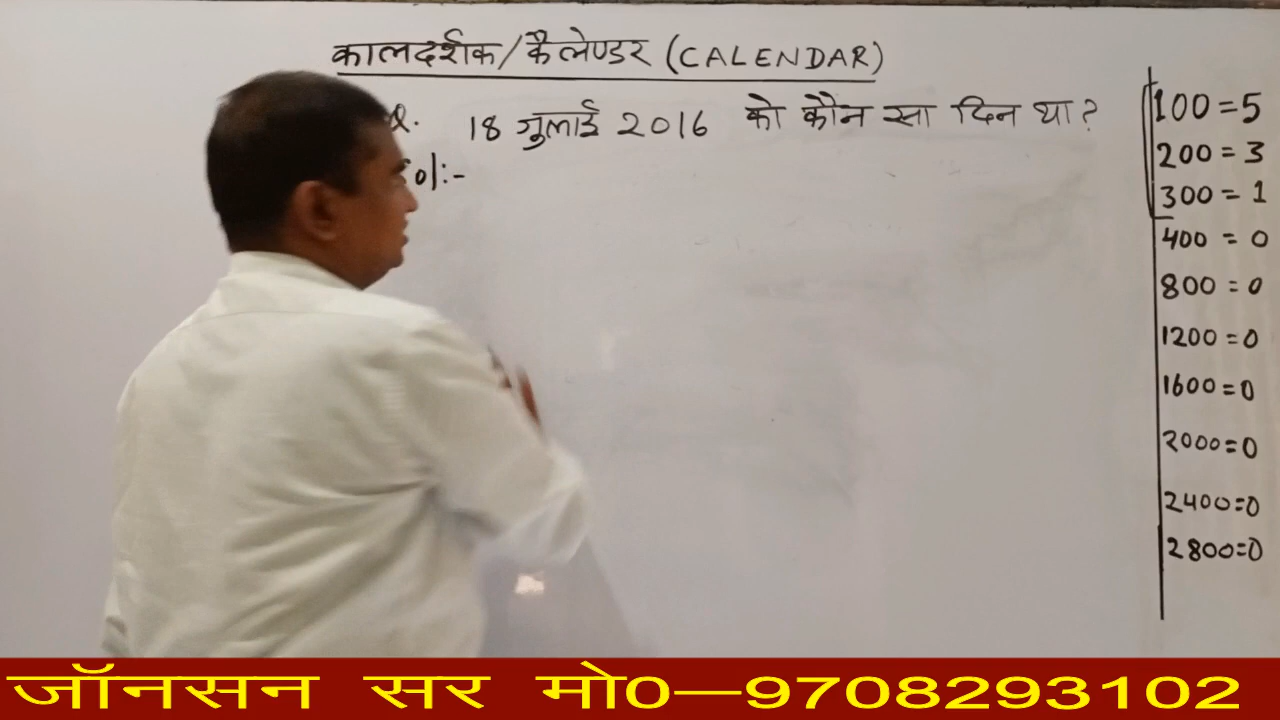 कालदर्शक/कैलेण्डर (CALENDAR)
Q. 18 जुलाई 2016 को कौन सा दिन था?
ol:-
100 = 5
200 = 3
300 = 1
400 = 0
800 = 0
1200 = 0
1600 = 0
2000 = 0
2400 = 0
2800 = 0
जॉनसन सर मो0—9708293102